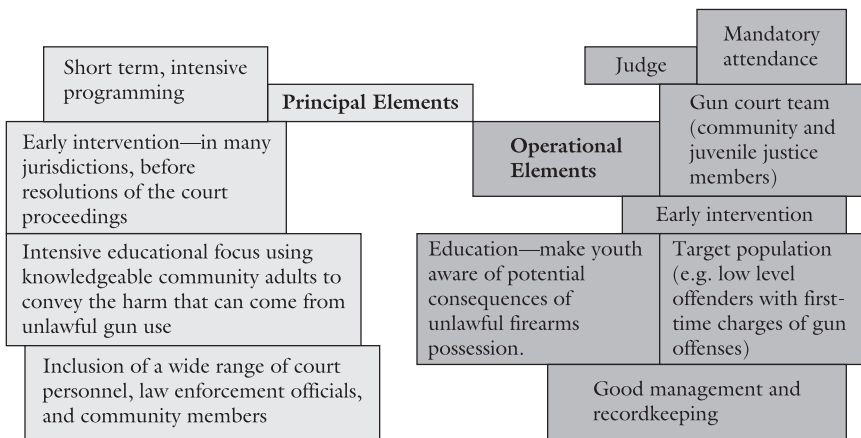 Short term, intensive
programming
Principal Elements
Early intervention—in many
jurisdictions, before
resolutions of the court
proceedings
Intensive educational focus using
knowledgeable community adults to
convey the harm that can come from
unlawful gun use
Inclusion of a wide range of court
personnel, law enforcement officials,
and community members
Mandatory
attendance
Judge
Gun court team
(community and
juvenile justice
members)
Operational
Elements
Early intervention
Education—make youth
aware of potential
consequences of
unlawful firearms
possession.
Target population
(e.g. low level
offenders with first-
time charges of gun
offenses)
Good management and
recordkeeping